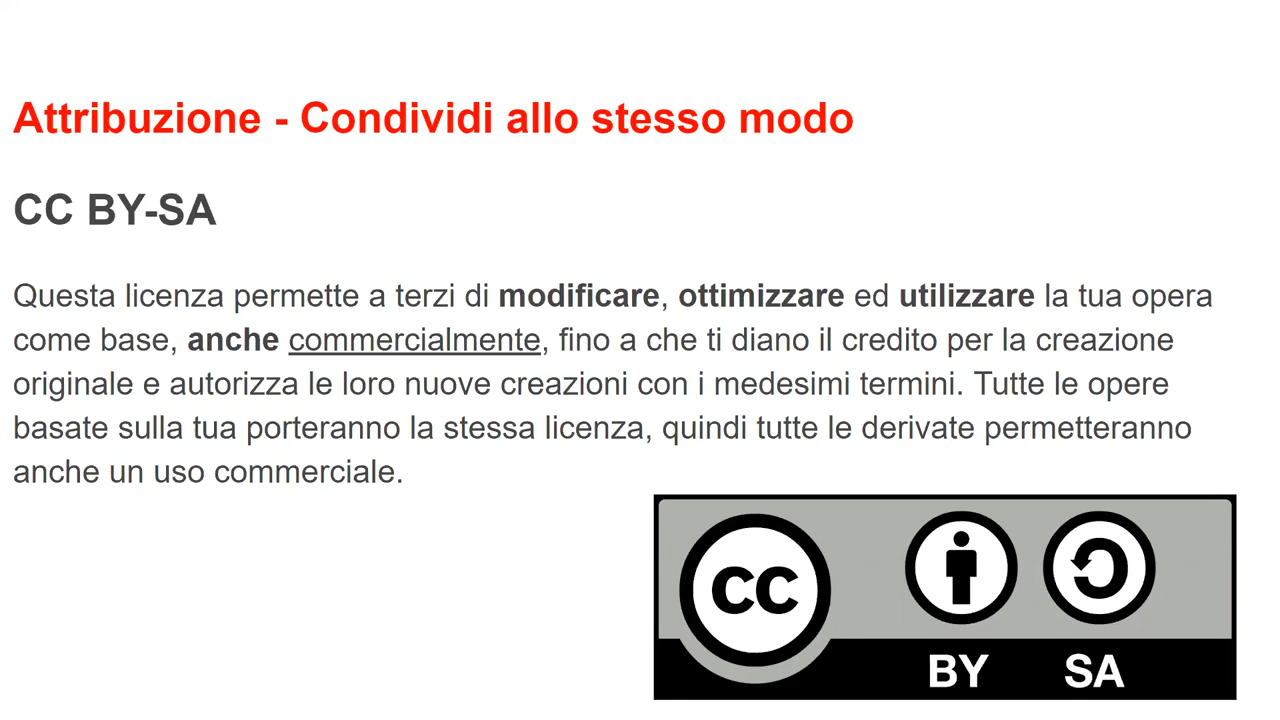 Attribuzione - Condividi allo stesso modo
CC BY-SA
Questa licenza permette a terzi di modificare, ottimizzare ed utilizzare la tua opera
come base, anche commercialmente, fino a che ti diano il credito per la creazione
originale e autorizza le loro nuove creazioni con i medesimi termini. Tutte le opere
basate sulla tua porteranno la stessa licenza, quindi tutte le derivate permetteranno
anche un uso commerciale.
cc
BY SA